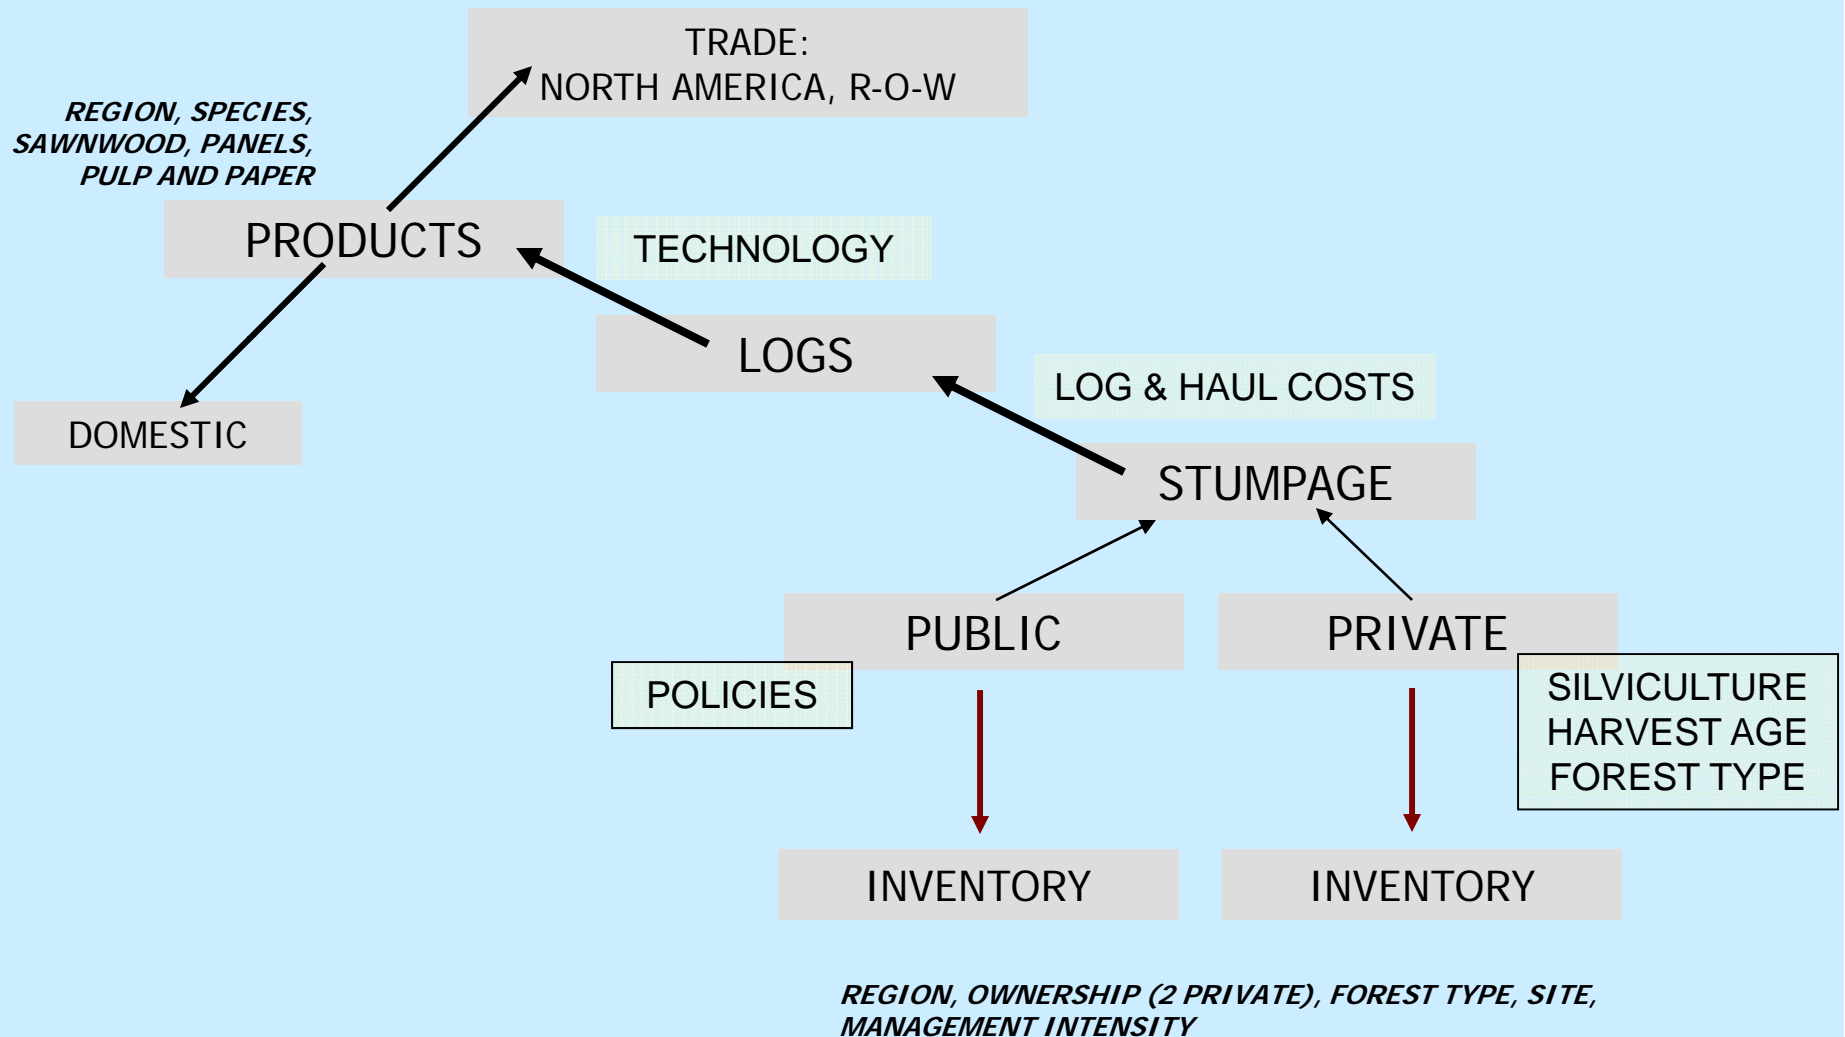 TRADE:
NORTH AMERICA, R-O-W
REGION, SPECIES,
SAWNWOOD, PANELS,
PULP AND PAPER
PRODUCTS
TECHNOLOGY
LOGS
LOG & HAUL COSTS
DOMESTIC
STUMPAGE
PUBLIC
PRIVATE
POLICIES
SILVICULTURE
HARVEST AGE
FOREST TYPE
INVENTORY
INVENTORY
REGION, OWNERSHIP (2 PRIVATE), FOREST TYPE, SITE,
MANAGEMENT INTENSITY